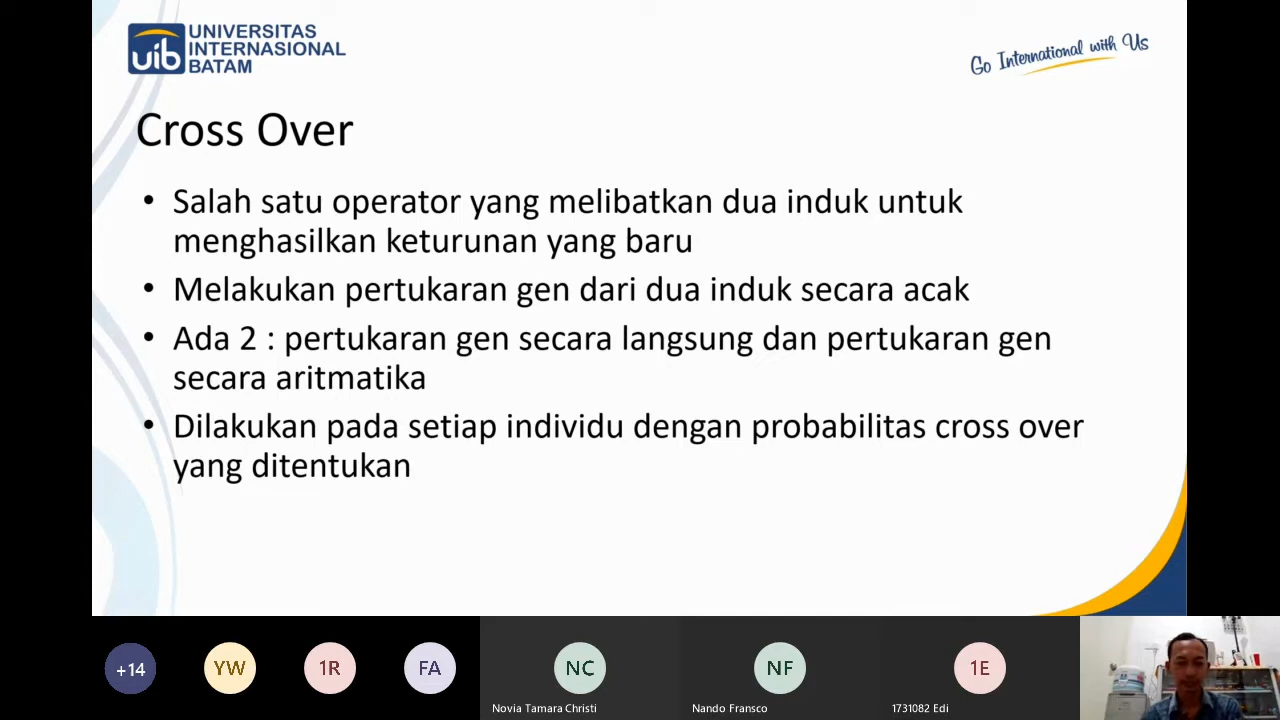 uib
UNIVERSITAS
INTERNASIONAL
BATAM
Go International with Us
Cross Over
• Salah satu operator yang melibatkan dua induk untuk
menghasilkan keturunan yang baru
• Melakukan pertukaran gen dari dua induk secara acak
• Ada 2 : pertukaran gen secara langsung dan pertukaran gen
secara aritmatika
• Dilakukan pada setiap individu dengan probabilitas cross over
yang ditentukan
+14
YW
1R
FA
NC
NF
1E
Novia Tamara Christi
Nando Fransco
1731082 Edi